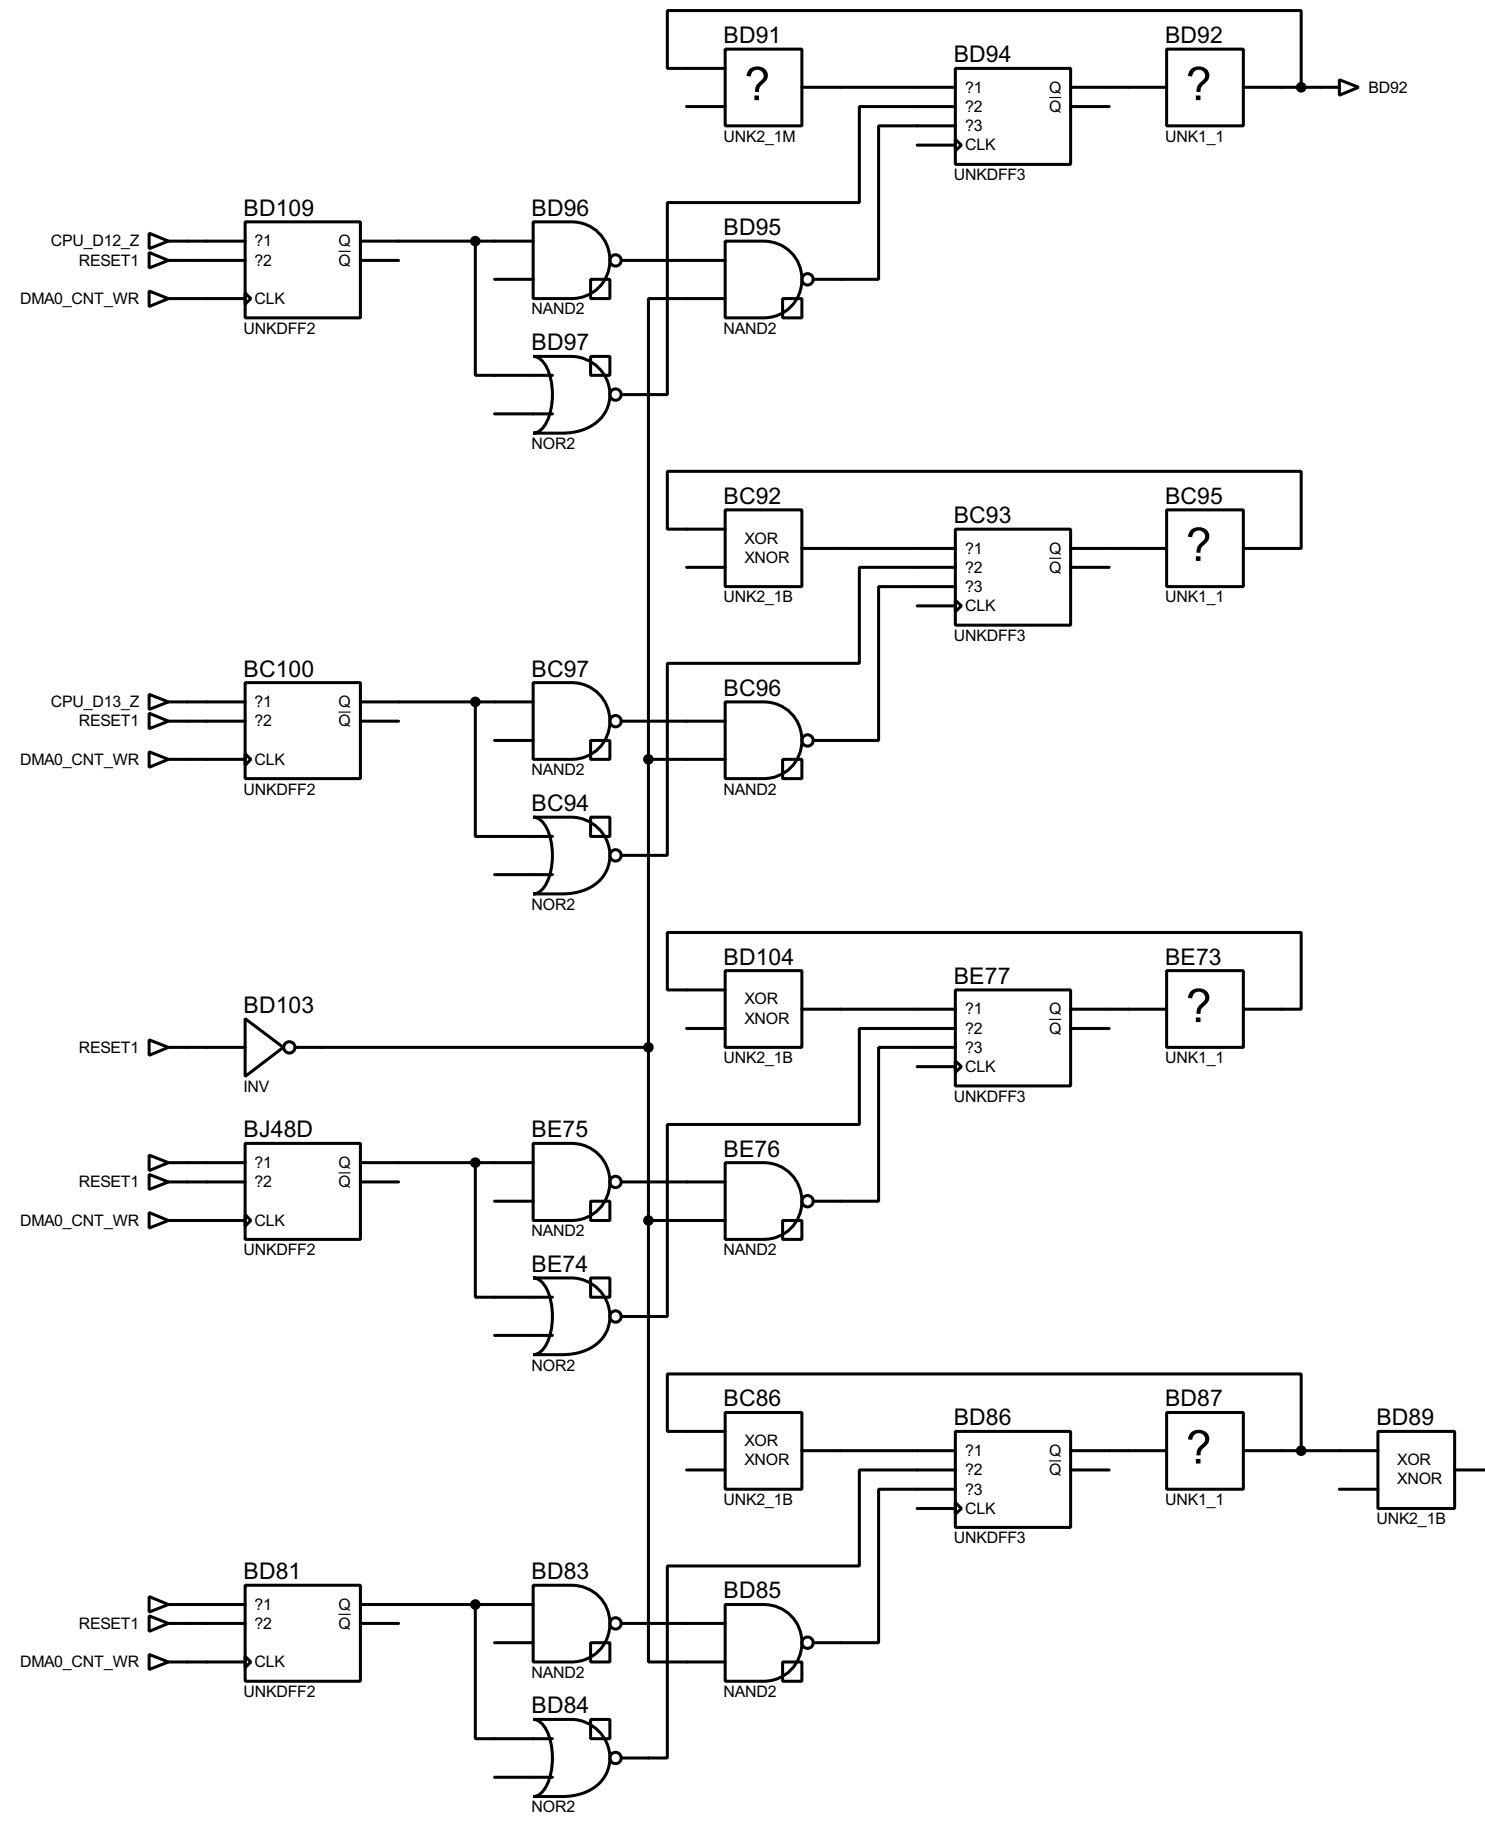 BD91
?
UNK2_1M
BD94
?1
?2
?3
CLK
Q
Q
UNKDFF3
BD92
?
UNK1_1
BD92
BD109
CPU_D12_Z
RESET1
DMA0_CNT_WR
?1
?2
CLK
Q
Q
UNKDFF2
BD96
NAND2
BD95
NAND2
BD97
NOR2
BC92
XOR
XNOR
UNK2_1B
BC93
?1
?2
?3
CLK
Q
Q
UNKDFF3
BC95
?
UNK1_1
BC100
CPU_D13_Z
RESET1
DMA0_CNT_WR
?1
?2
CLK
Q
Q
UNKDFF2
BC97
NAND2
BC96
NAND2
BC94
NOR2
BD104
XOR
XNOR
UNK2_1B
BE77
?1
?2
?3
CLK
Q
Q
UNKDFF3
BE73
?
UNK1_1
BD103
RESET1
INV
BJ48D
RESET1
DMA0_CNT_WR
?1
?2
CLK
Q
Q
UNKDFF2
BE75
NAND2
BE76
NAND2
BE74
NOR2
BC86
XOR
XNOR
UNK2_1B
BD86
?1
?2
?3
CLK
Q
Q
UNKDFF3
BD87
?
UNK1_1
BD89
XOR
XNOR
UNK2_1B
BD81
RESET1
DMA0_CNT_WR
?1
?2
CLK
Q
Q
UNKDFF2
BD83
NAND2
BD85
NAND2
BD84
NOR2